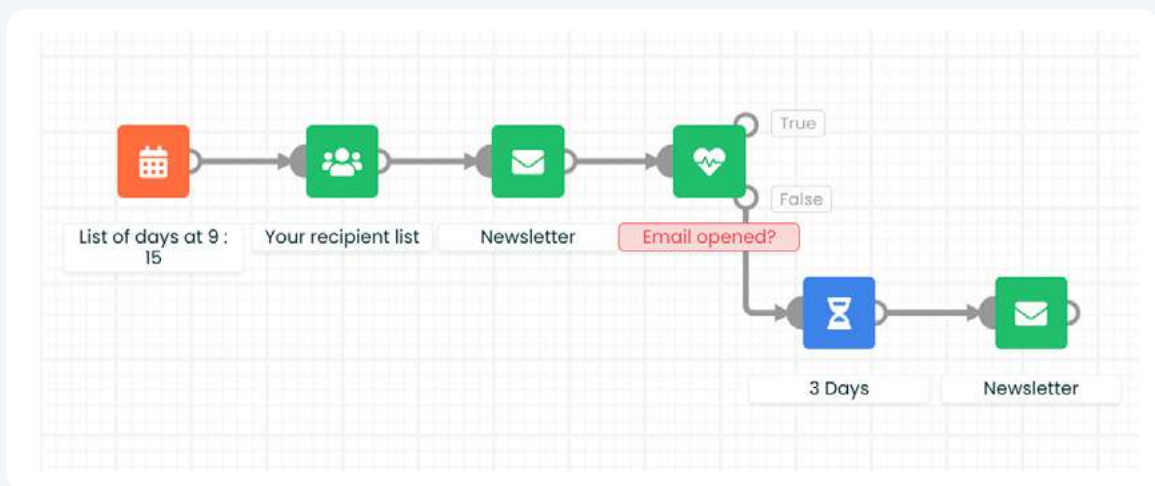 True
False
List of days at 9 :
15
Your recipient list
Newsletter
Email opened?
3 Days
Newsletter